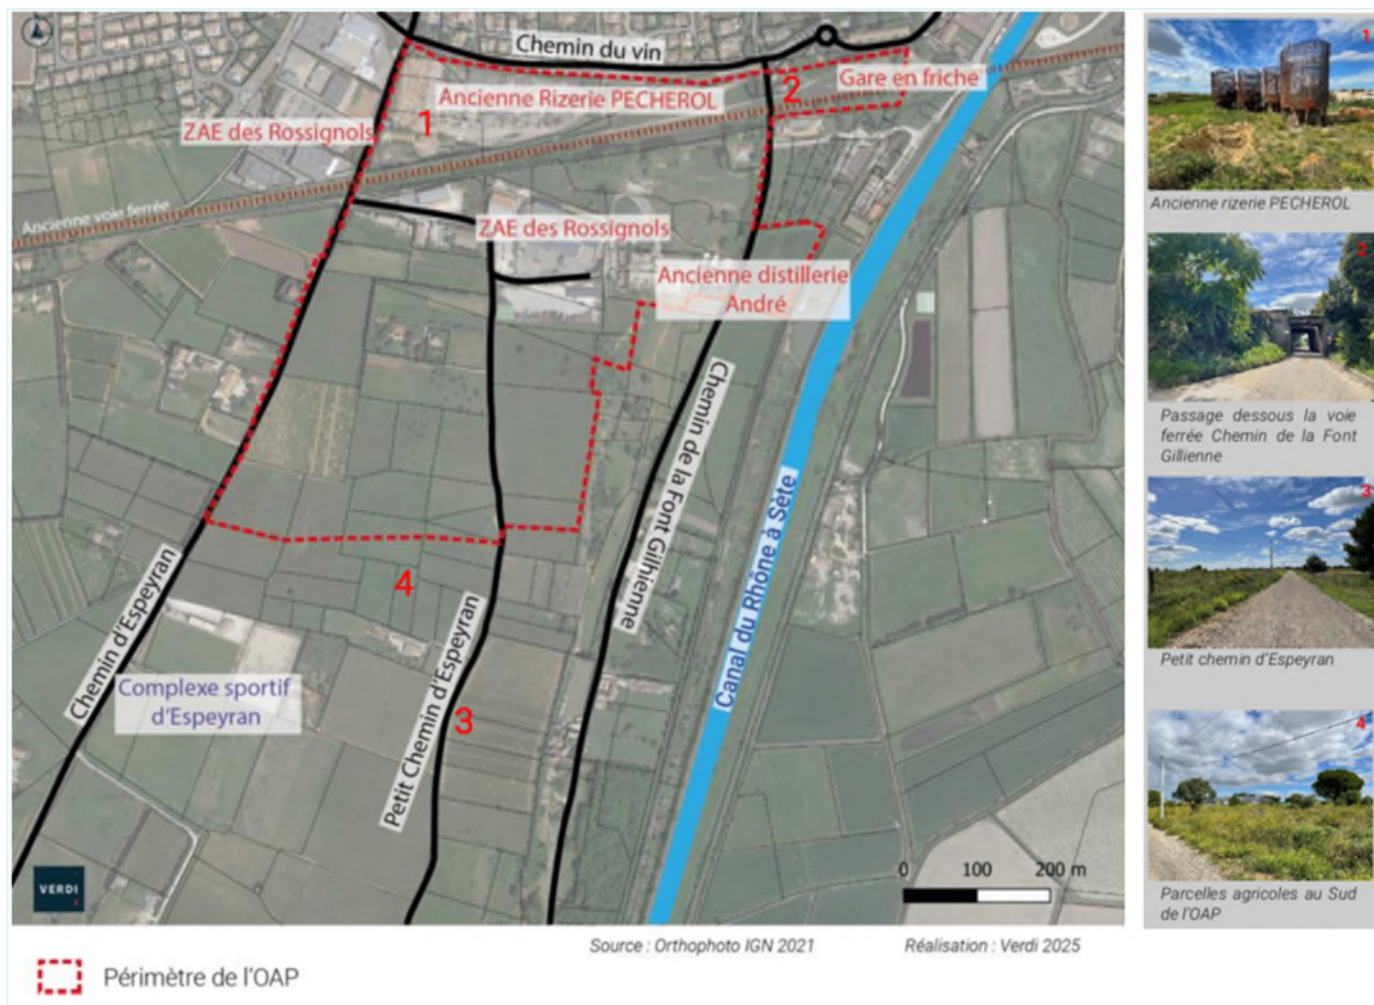 Chemin du vin
2
Gare en friche
Ancienne Rizerie PECHEROL
1
ZAE des Rossignols
Ancienne voie ferrée
ZAE des Rossignols
Ancienne distillerie
André
Chemin de la Font Gilhienne
Canal du Rhône à Sète
4
Chemin d'Espeyran
Petit Chemin d'Espeyran
Complexe sportif
d'Espeyran
3
0 100 200 m
VERDI
Source : Orthophoto IGN 2021
Réalisation : Verdi 2025
Périmètre de l'OAP
1
Ancienne rizerie PECHEROL
2
Passage dessous la voie
ferrée Chemin de la Font
Gillienne
3
Petit chemin d'Espeyran
4
Parcelles agricoles au Sud
de l'OAP